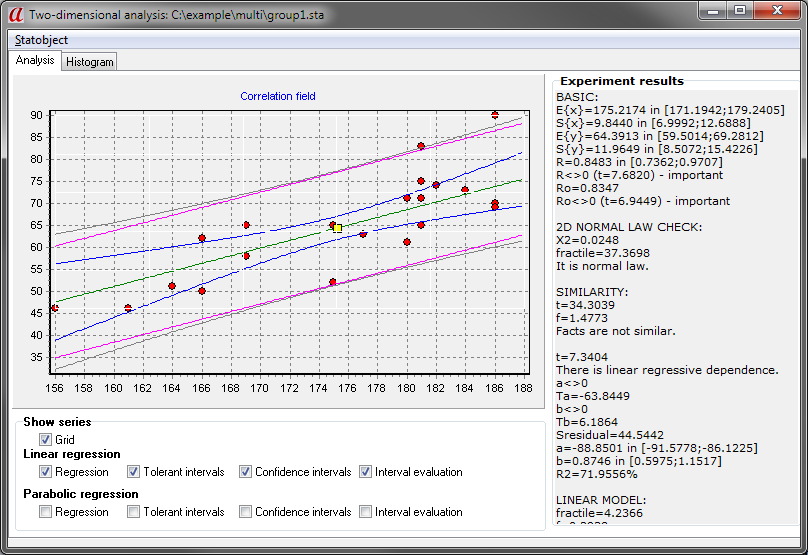 Two-dimensional analysis: C:\example\multi\group1.sta
Statobject
Analysis
Histogram
Correlation field
90
85
80
75
70
65
60
55
50
45
40
35
156 158 160 162 164 166 168 170 172 174 176 178 180 182 184 186 188
Show series
Grid
Linear regression
Regression Tolerant intervals Confidence intervals Interval evaluation
Parabolic regression
Regression Tolerant intervals Confidence intervals Interval evaluation
Experiment results
BASIC:
E{x}=175.2174 in [171.1942;179.2405]
S{x}=9.8440 in [6.9992;12.6888]
E{y}=64.3913 in [59.5014;69.2812]
S{y}=11.9649 in [8.5072;15.4226]
R=0.8483 in [0.7362;0.9707]
R<>0 (t=7.6820) - important
Ro=0.8347
Ro<>0 (t=6.9449) - important
2D NORMAL LAW CHECK:
X2=0.0248
fractile=37.3698
It is normal law.
SIMILARITY:
t=34.3039
f=1.4773
Facts are not similar.
t=7.3404
There is linear regressive dependence.
a<>0
Ta=-63.8449
b<>0
Tb=6.1864
Sresidual=44.5442
a=-88.8501 in [-91.5778;-86.1225]
b=0.8746 in [0.5975;1.1517]
R2=71.9556%
LINEAR MODEL:
fractile=4.2366